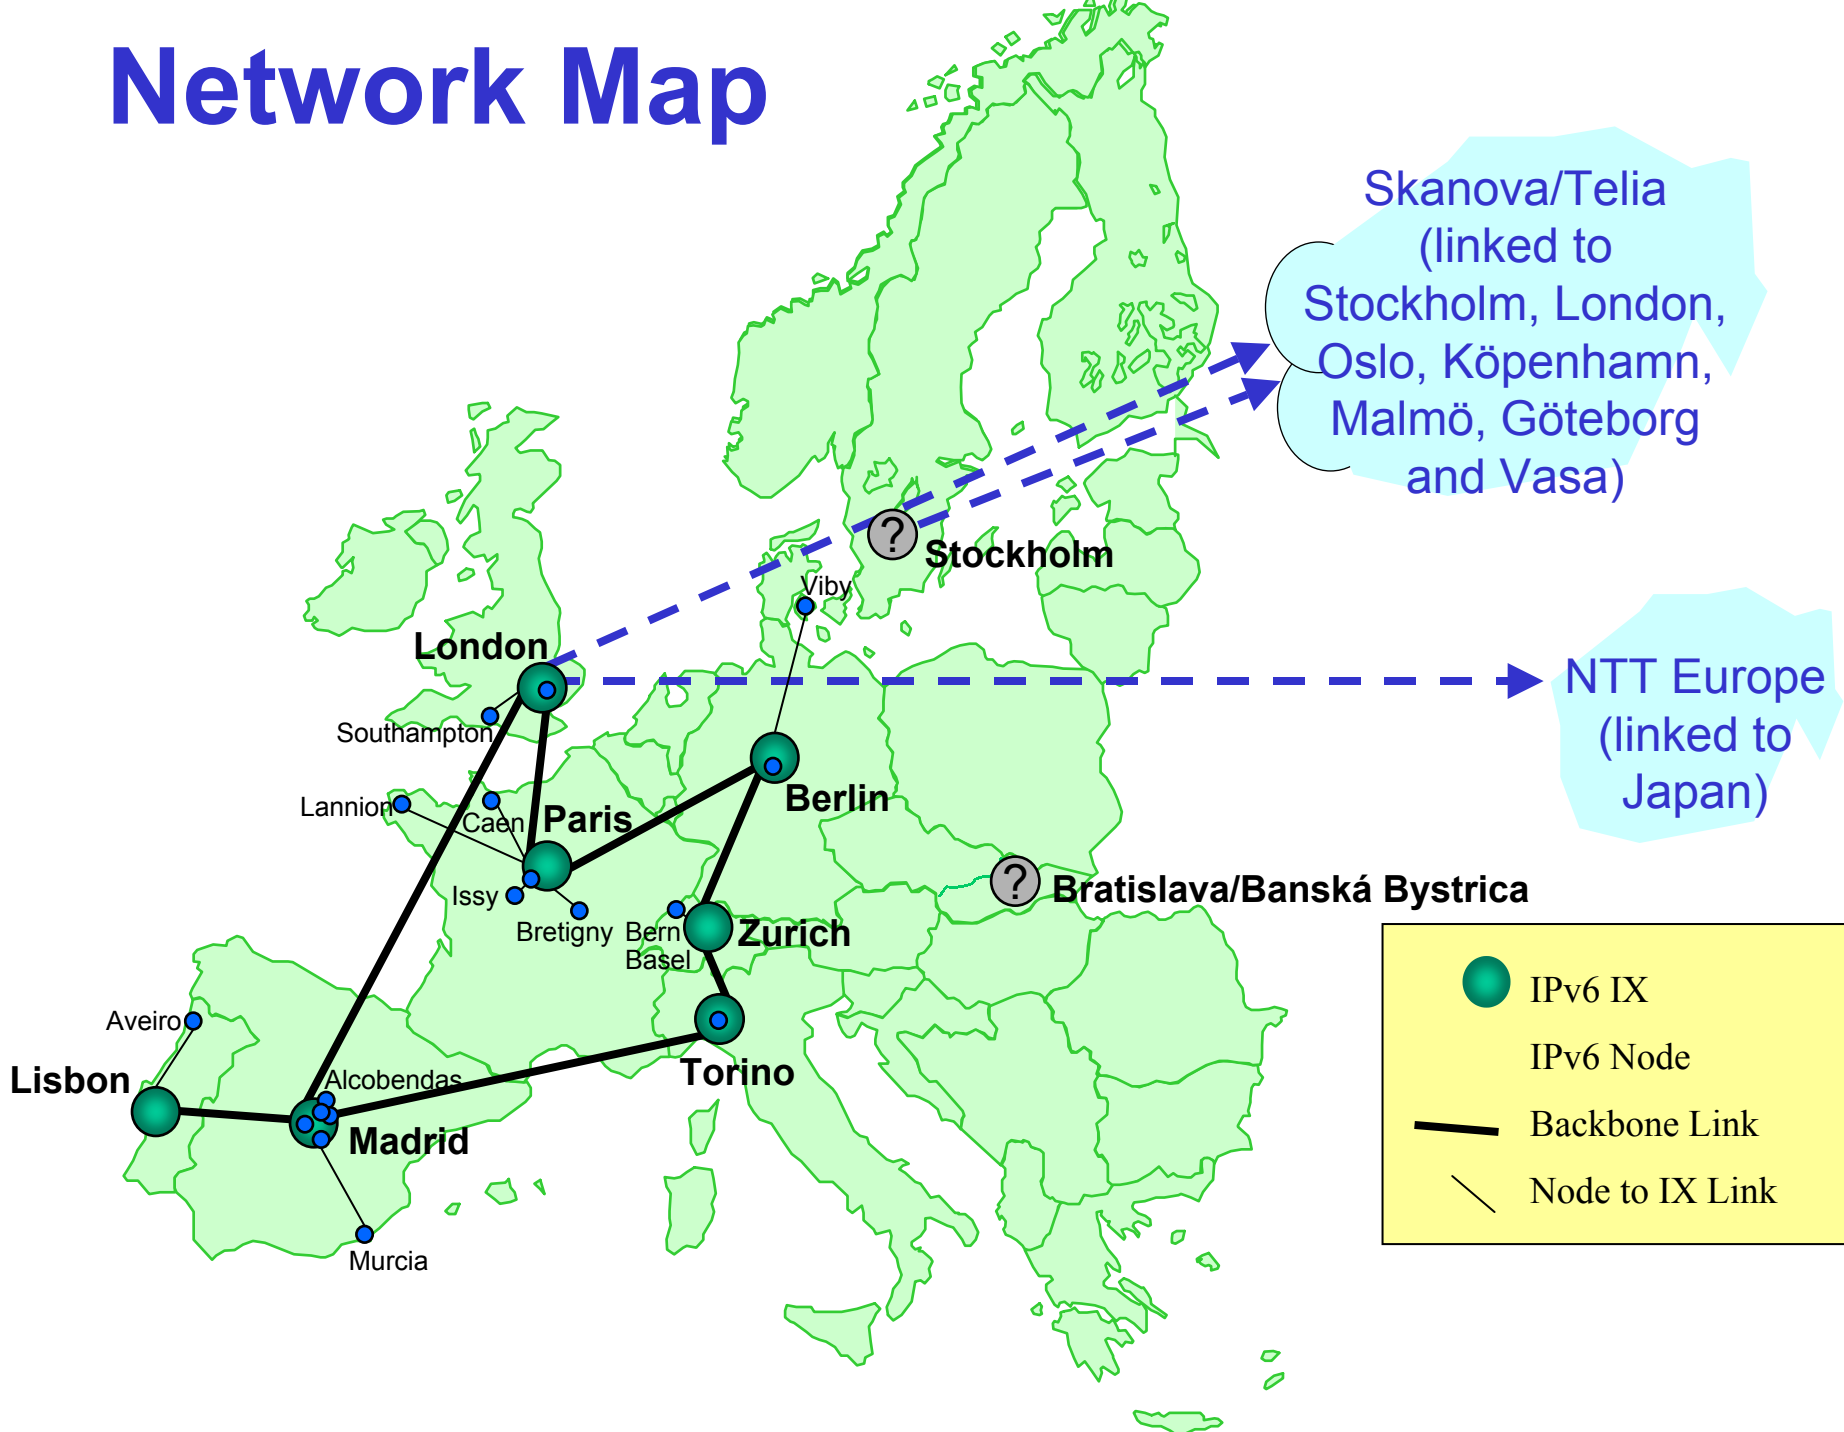 Network Map
Skanova/Telia
(linked to
Stockholm, London,
Oslo, Köpenhamn,
Malmö, Göteborg
and Vasa)
?
Stockholm
Viby
London
NTT Europe
(linked to
Japan)
Southampton
Berlin
Lannion
Caen
Paris
?
Bratislava/Banská Bystrica
Issy
Bretigny
Bern
Basel
Zurich
IPv6 IX
IPv6 Node
Backbone Link
Node to IX Link
Aveiro
Lisbon
Alcobendas
Torino
Madrid
Murcia